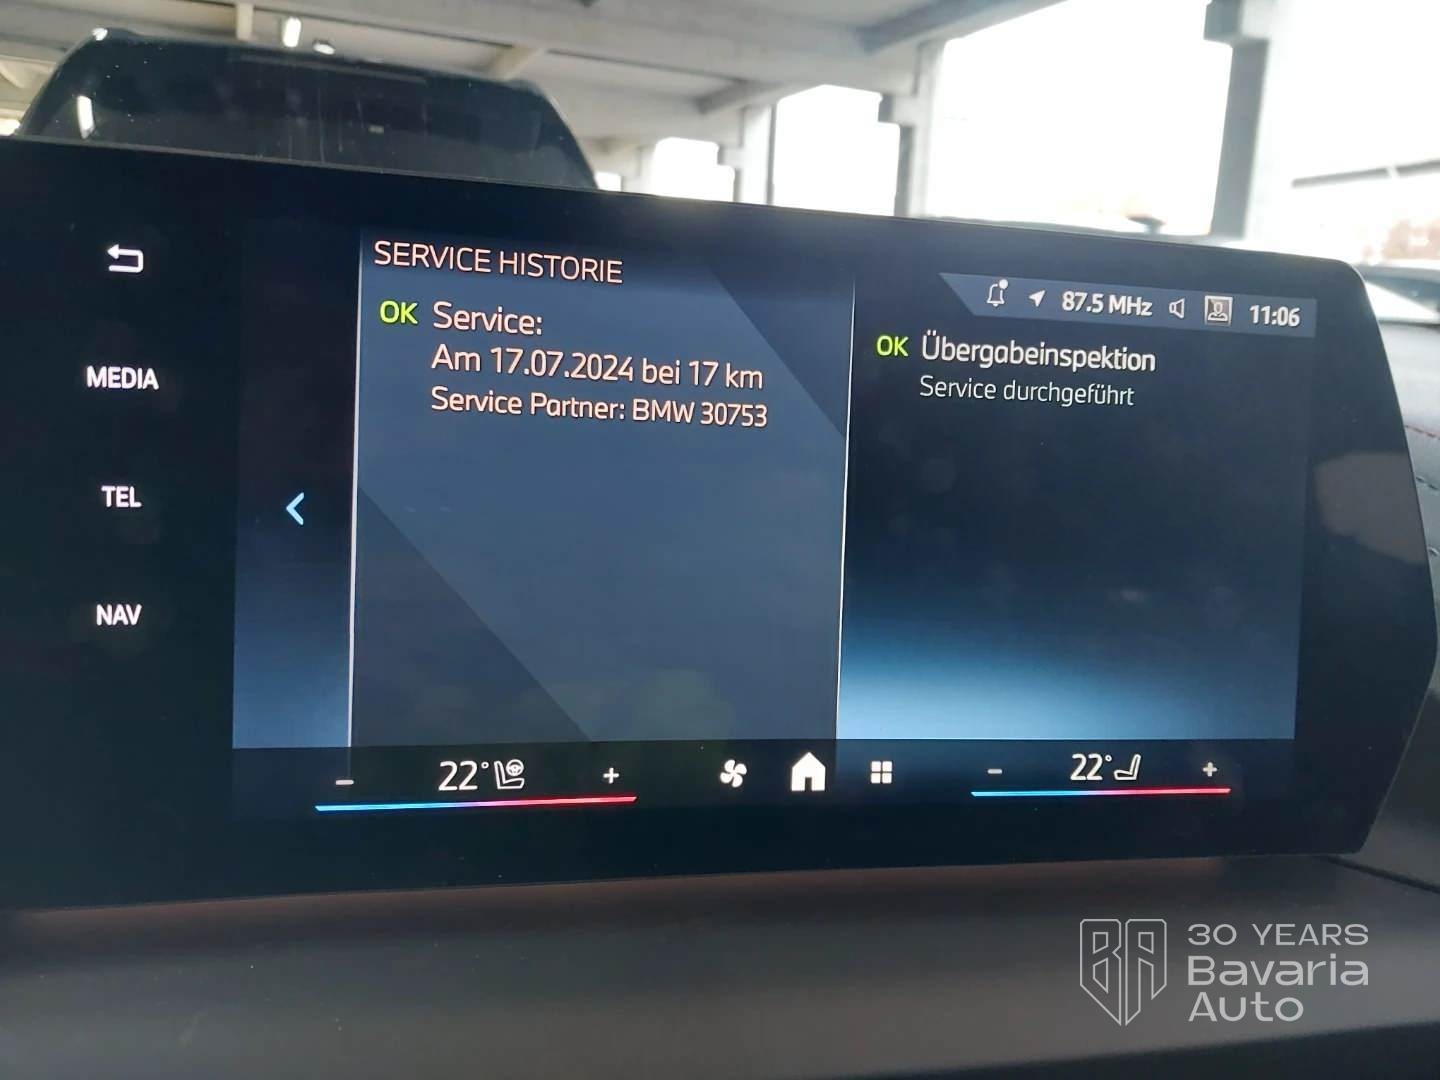 SERVICE HISTORIE
OK Service:
Am 17.07.2024 bei 17 km
Service Partner: BMW 30753
87.5 MHz 11:06
OK Übergabeinspektion
Service durchgeführt
MEDIA
TEL
NAV
- 22° +
- 22° +
BA
30 YEARS
Bavaria
Auto